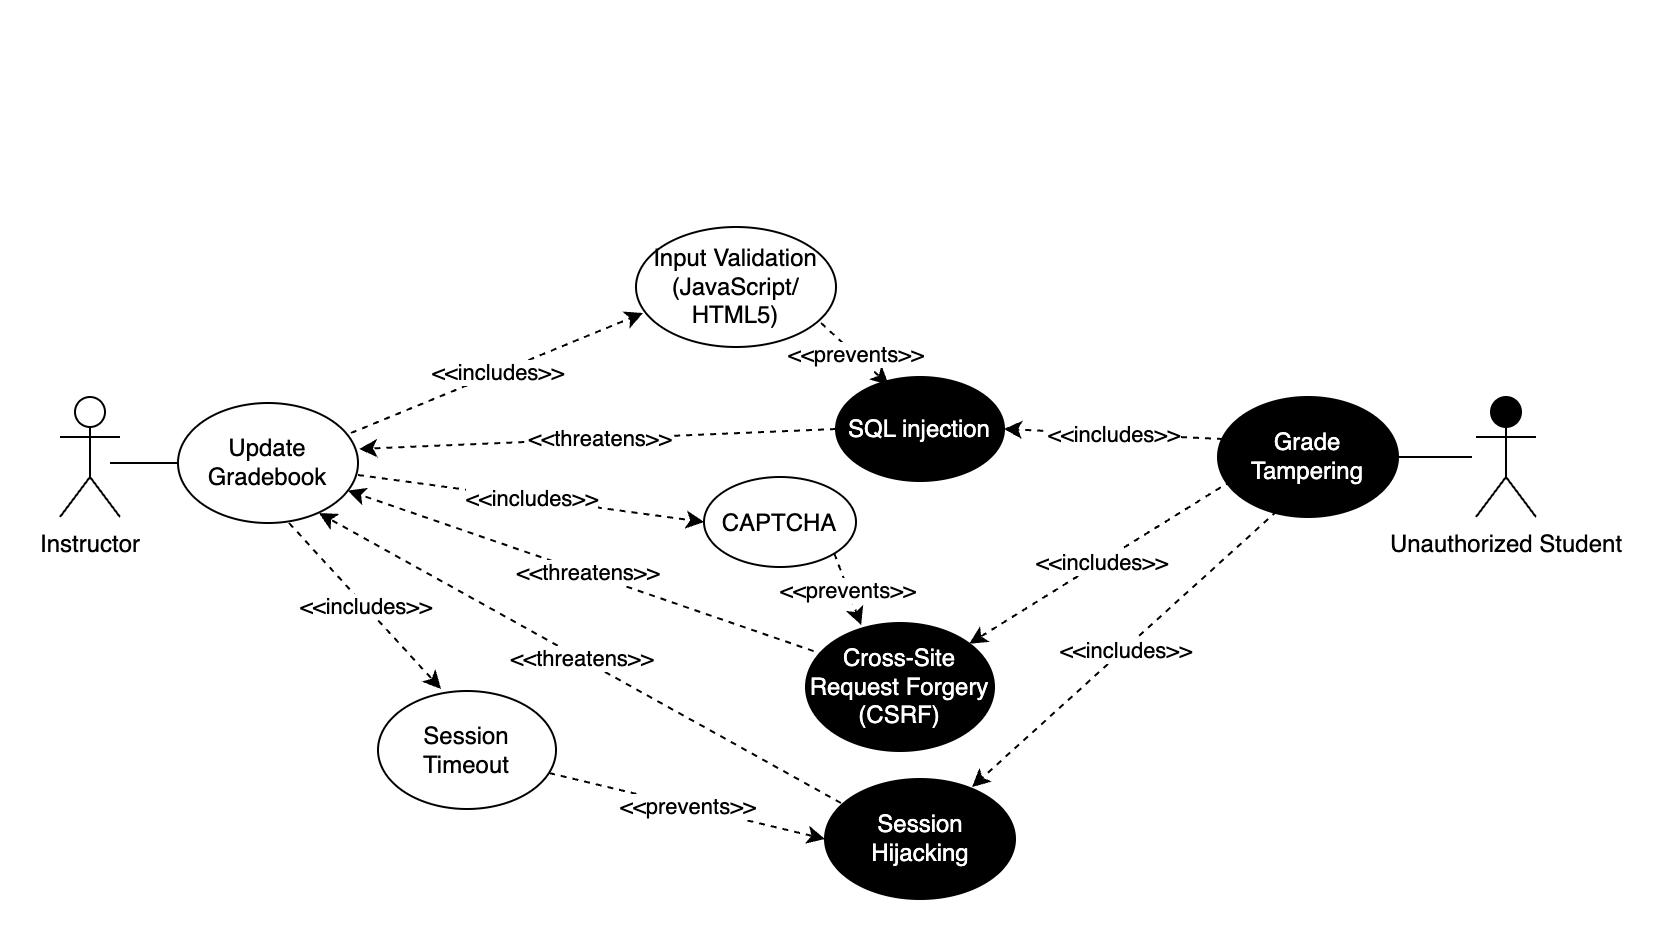 Input Validation
(JavaScript/
HTML5)
<<prevents>>
<<includes>>
SQL injection
<<threatens>>
<<includes>>
Grade
Tampering
Update
Gradebook
<<includes>>
CAPTCHA
Instructor
Unauthorized Student
<<includes>>
<<threatens>>
<<prevents>>
<<includes>>
<<threatens>>
<<includes>>
Cross-Site
Request Forgery
(CSRF)
Session
Timeout
<<prevents>>
Session
Hijacking